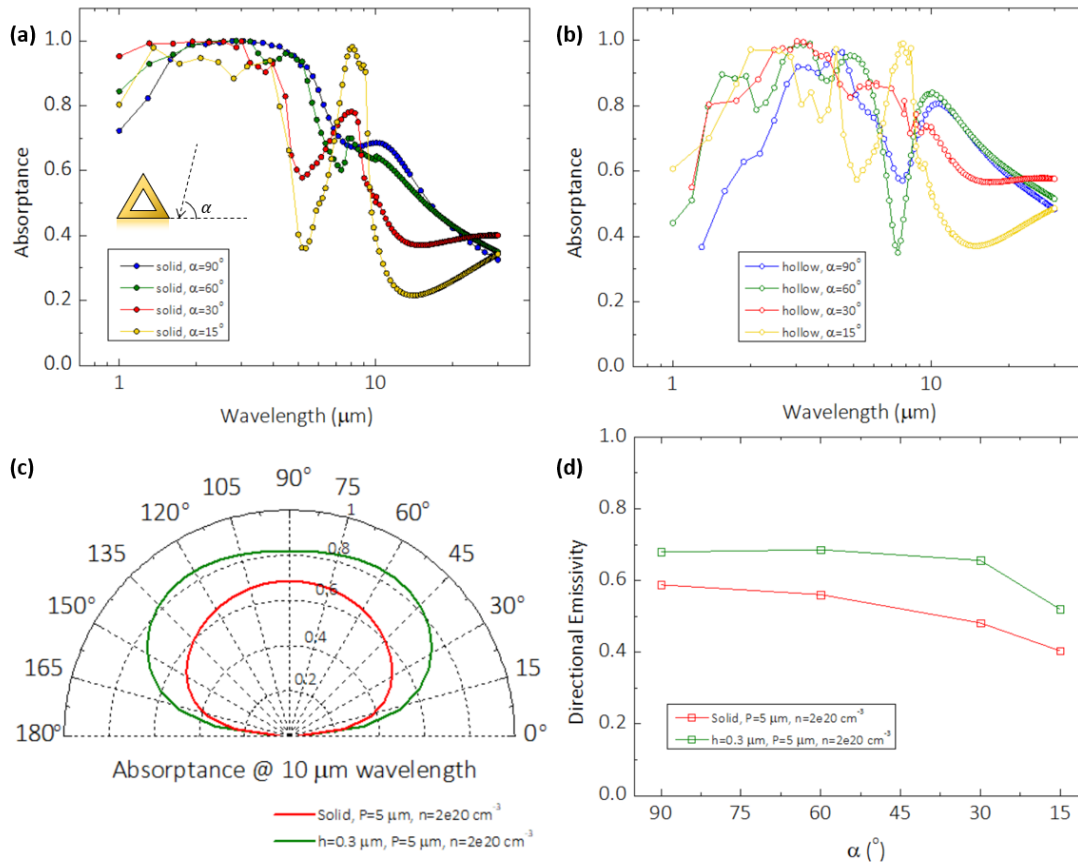 (a)
1.0
0.8
0.6
0.4
0.2
0.0
Absorptance
α
solid, α=90°
solid, α=60°
solid, α=30°
solid, α=15°
1
10
Wavelength (μm)
(b)
1.0
0.8
0.6
0.4
0.2
0.0
Absorptance
hollow, α=90°
hollow, α=60°
hollow, α=30°
hollow, α=15°
1
10
Wavelength (μm)
(c)
90°
105
75
120°
60°
135
45
150°
30°
165
15
180°
0°
1
0.8
0.6
0.4
0.2
Absorptance @ 10 μm wavelength
Solid, P=5 μm, n=2e20 cm⁻³
h=0.3 μm, P=5 μm, n=2e20 cm⁻³
(d)
1.0
0.8
0.6
0.4
0.2
0.0
Directional Emissivity
Solid, P=5 μm, n=2e20 cm⁻³
h=0.3 μm, P=5 μm, n=2e20 cm⁻³
90
75
60
45
30
15
α (°)